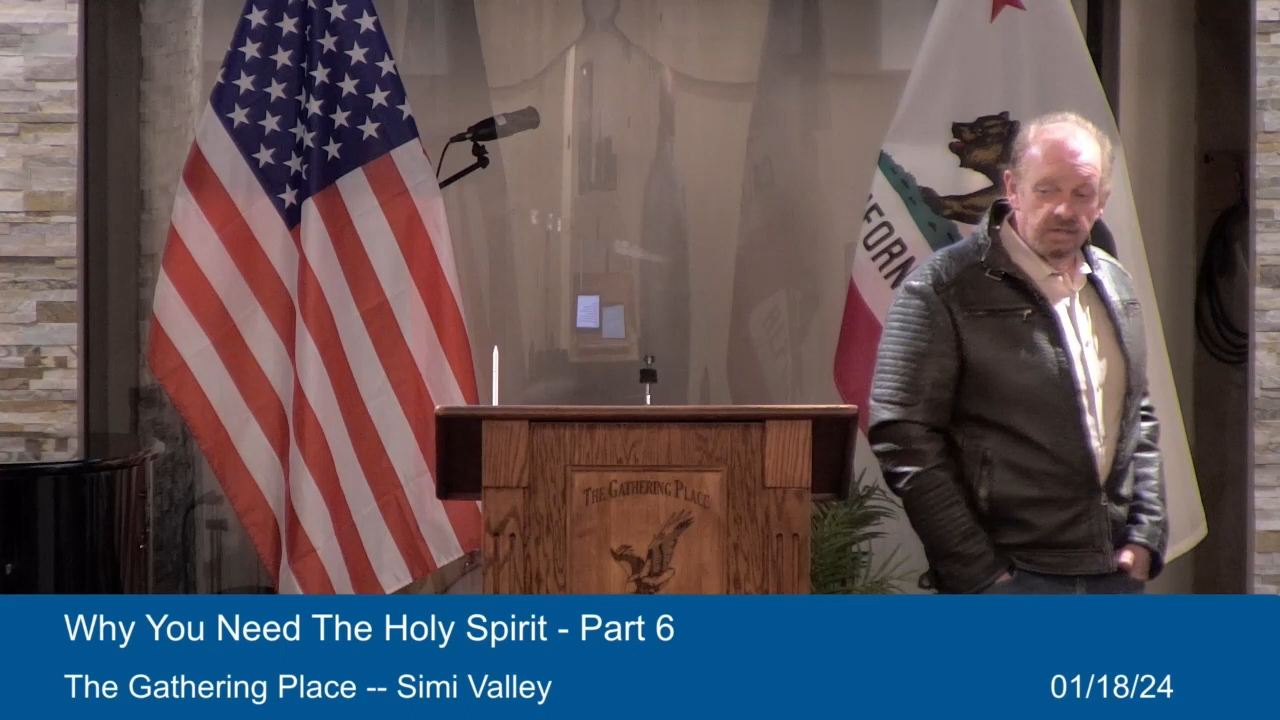 FORN
THE GATHERING PLACE
Why You Need The Holy Spirit - Part 6
The Gathering Place -- Simi Valley
01/18/24